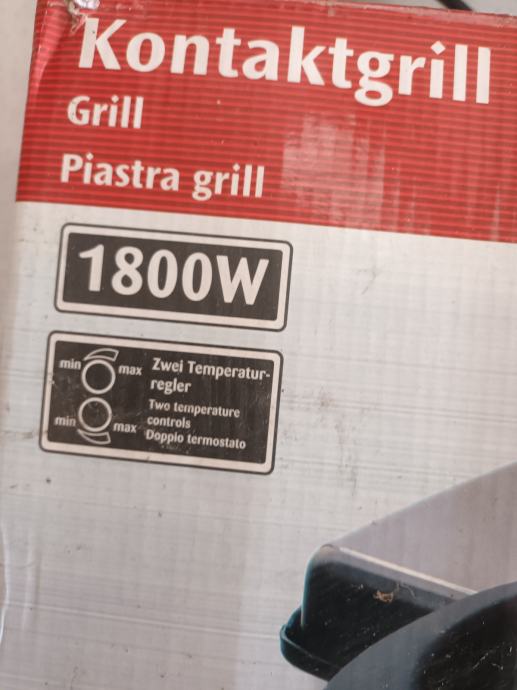 Kontaktgrill
Grill
Piastra grill
1800W
min max
Zwei Temperatur-
regler
min max
Two temperature
controls
Doppio termostato